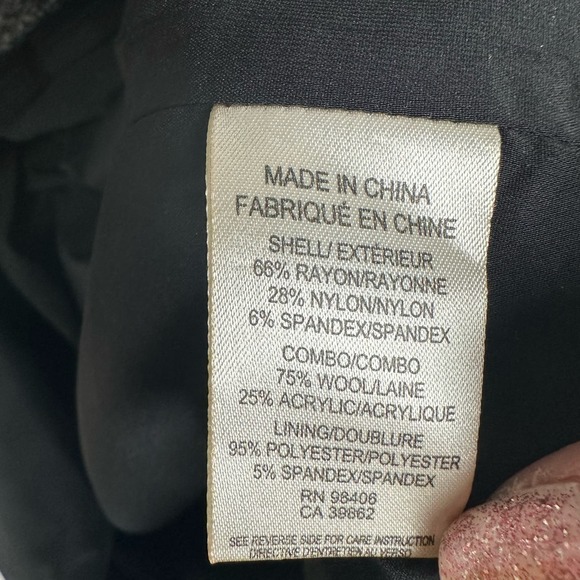 MADE IN CHINA
FABRIQUÉ EN CHINE
SHELL/ EXTÉRIEUR
66% RAYON/RAYONNE
28% NYLON/NYLON
6% SPANDEX/SPANDEX
COMBO/COMBO
75% WOOL/LAINE
25% ACRYLIC/ACRYLIQUE
LINING/DOUBLURE
95% POLYESTER/POLYESTER
5% SPANDEX/SPANDEX
RN 98406
CA 39862
SEE REVERSE SIDE FOR CARE INSTRUCTION
DIRECTIVE D'ENTRETIEN AU VERSO